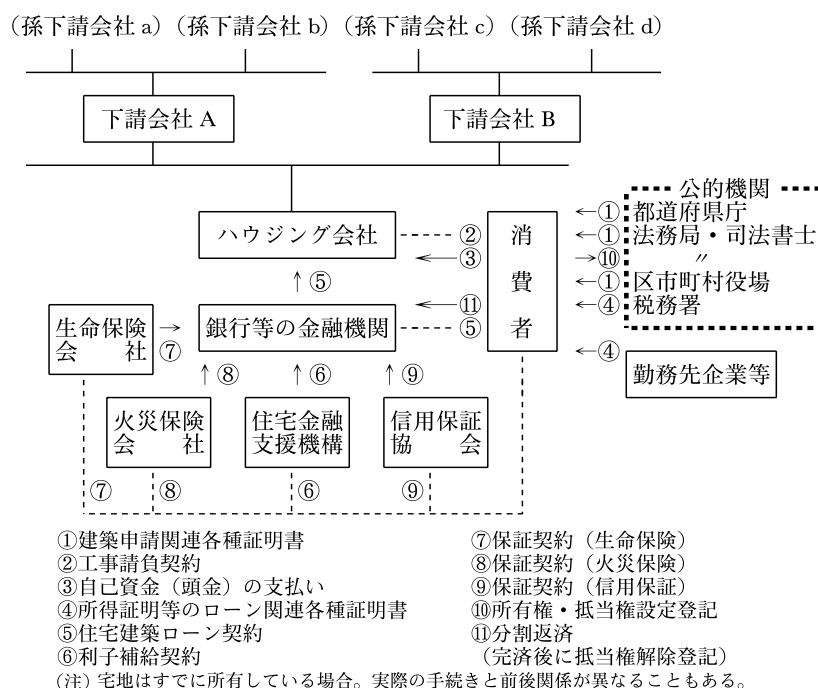 （孫下請会社 a）（孫下請会社 b）（孫下請会社 c）（孫下請会社 d）
下請会社 A
下請会社 B
公的機関
ハウジング会社
②
③
消費者
①都道府県庁
①法務局・司法書士
⑩〃
①区市町村役場
④税務署
⑤
生命保険会社
⑦
銀行等の金融機関
⑪
⑤
④
勤務先企業等
⑧
⑥
⑨
火災保険会社
住宅金融支援機構
信用保証協会
⑦
⑧
⑥
⑨
①建築申請関連各種証明書
②工事請負契約
③自己資金（頭金）の支払い
④所得証明等のローン関連各種証明書
⑤住宅建築ローン契約
⑥利子補給契約
⑦保証契約（生命保険）
⑧保証契約（火災保険）
⑨保証契約（信用保証）
⑩所有権・抵当権設定登記
⑪分割返済
（完済後に抵当権解除登記）
（注）宅地はすでに所有している場合。実際の手続きと前後関係が異なることもある。